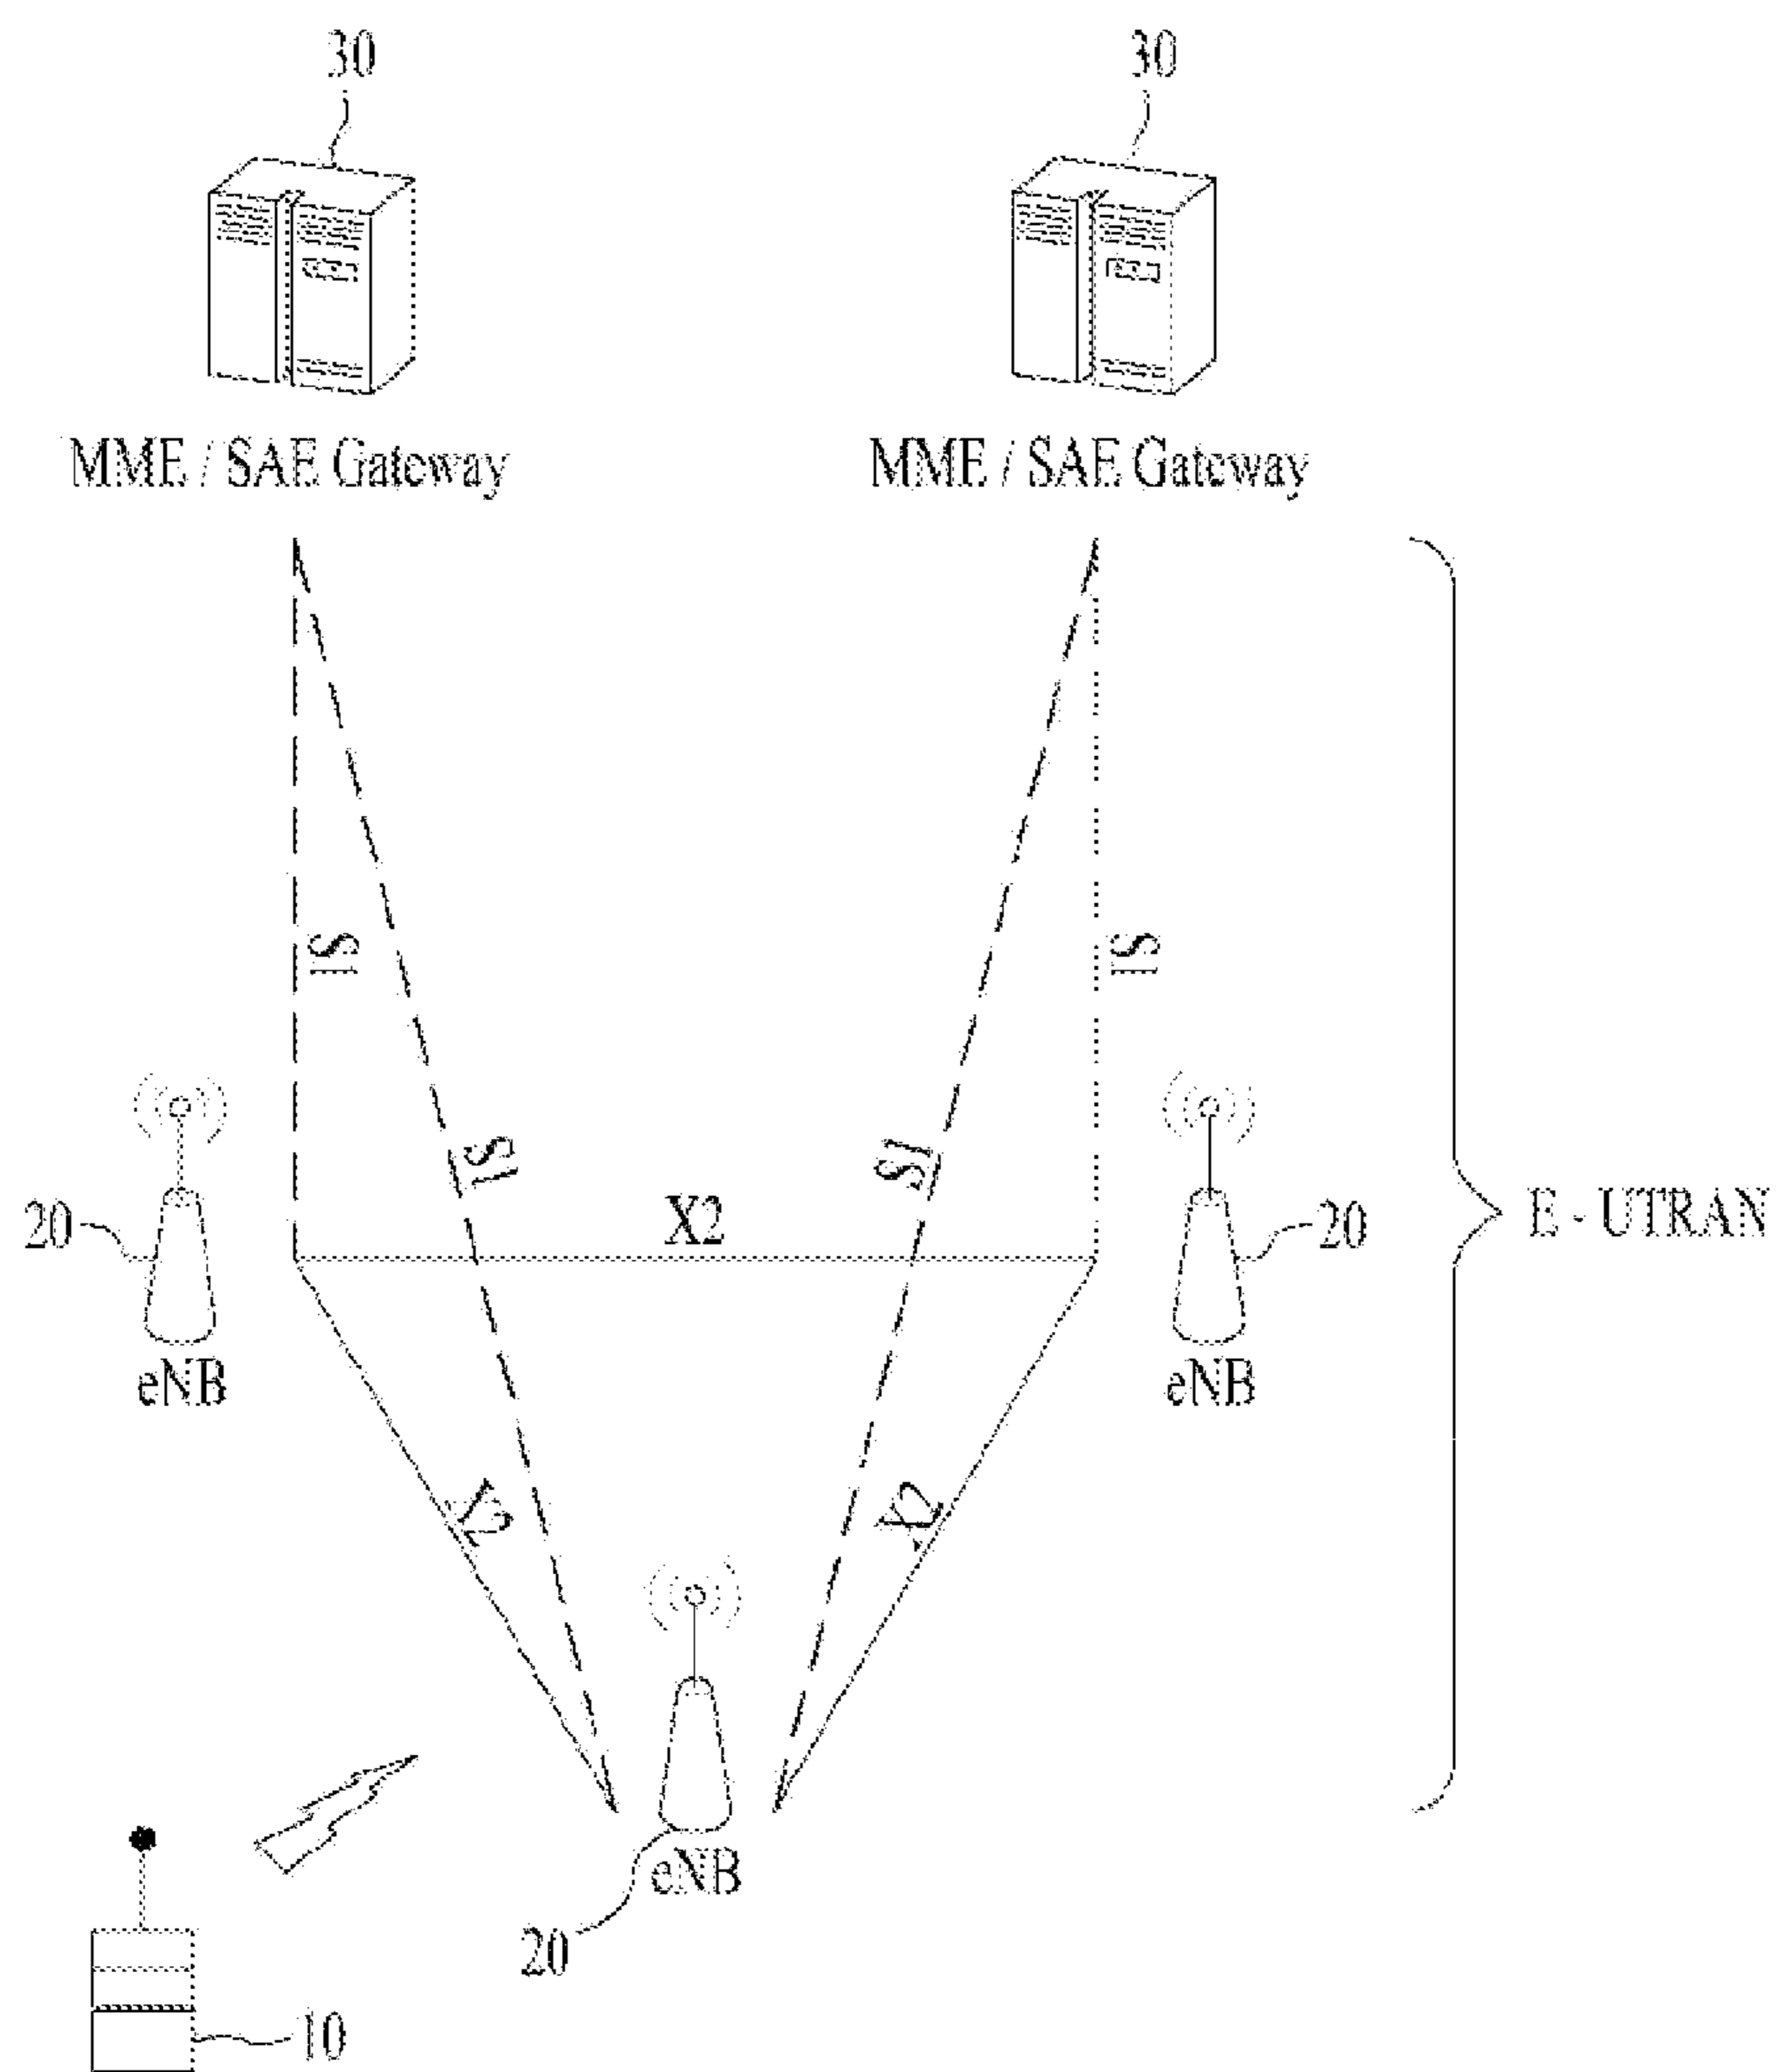 30 30
MME / SAE Gateway MME / SAE Gateway
S1 S1
S1 S1
X2
20 20
E - UTRAN
eNB eNB
X2 X2
eNB
20
10